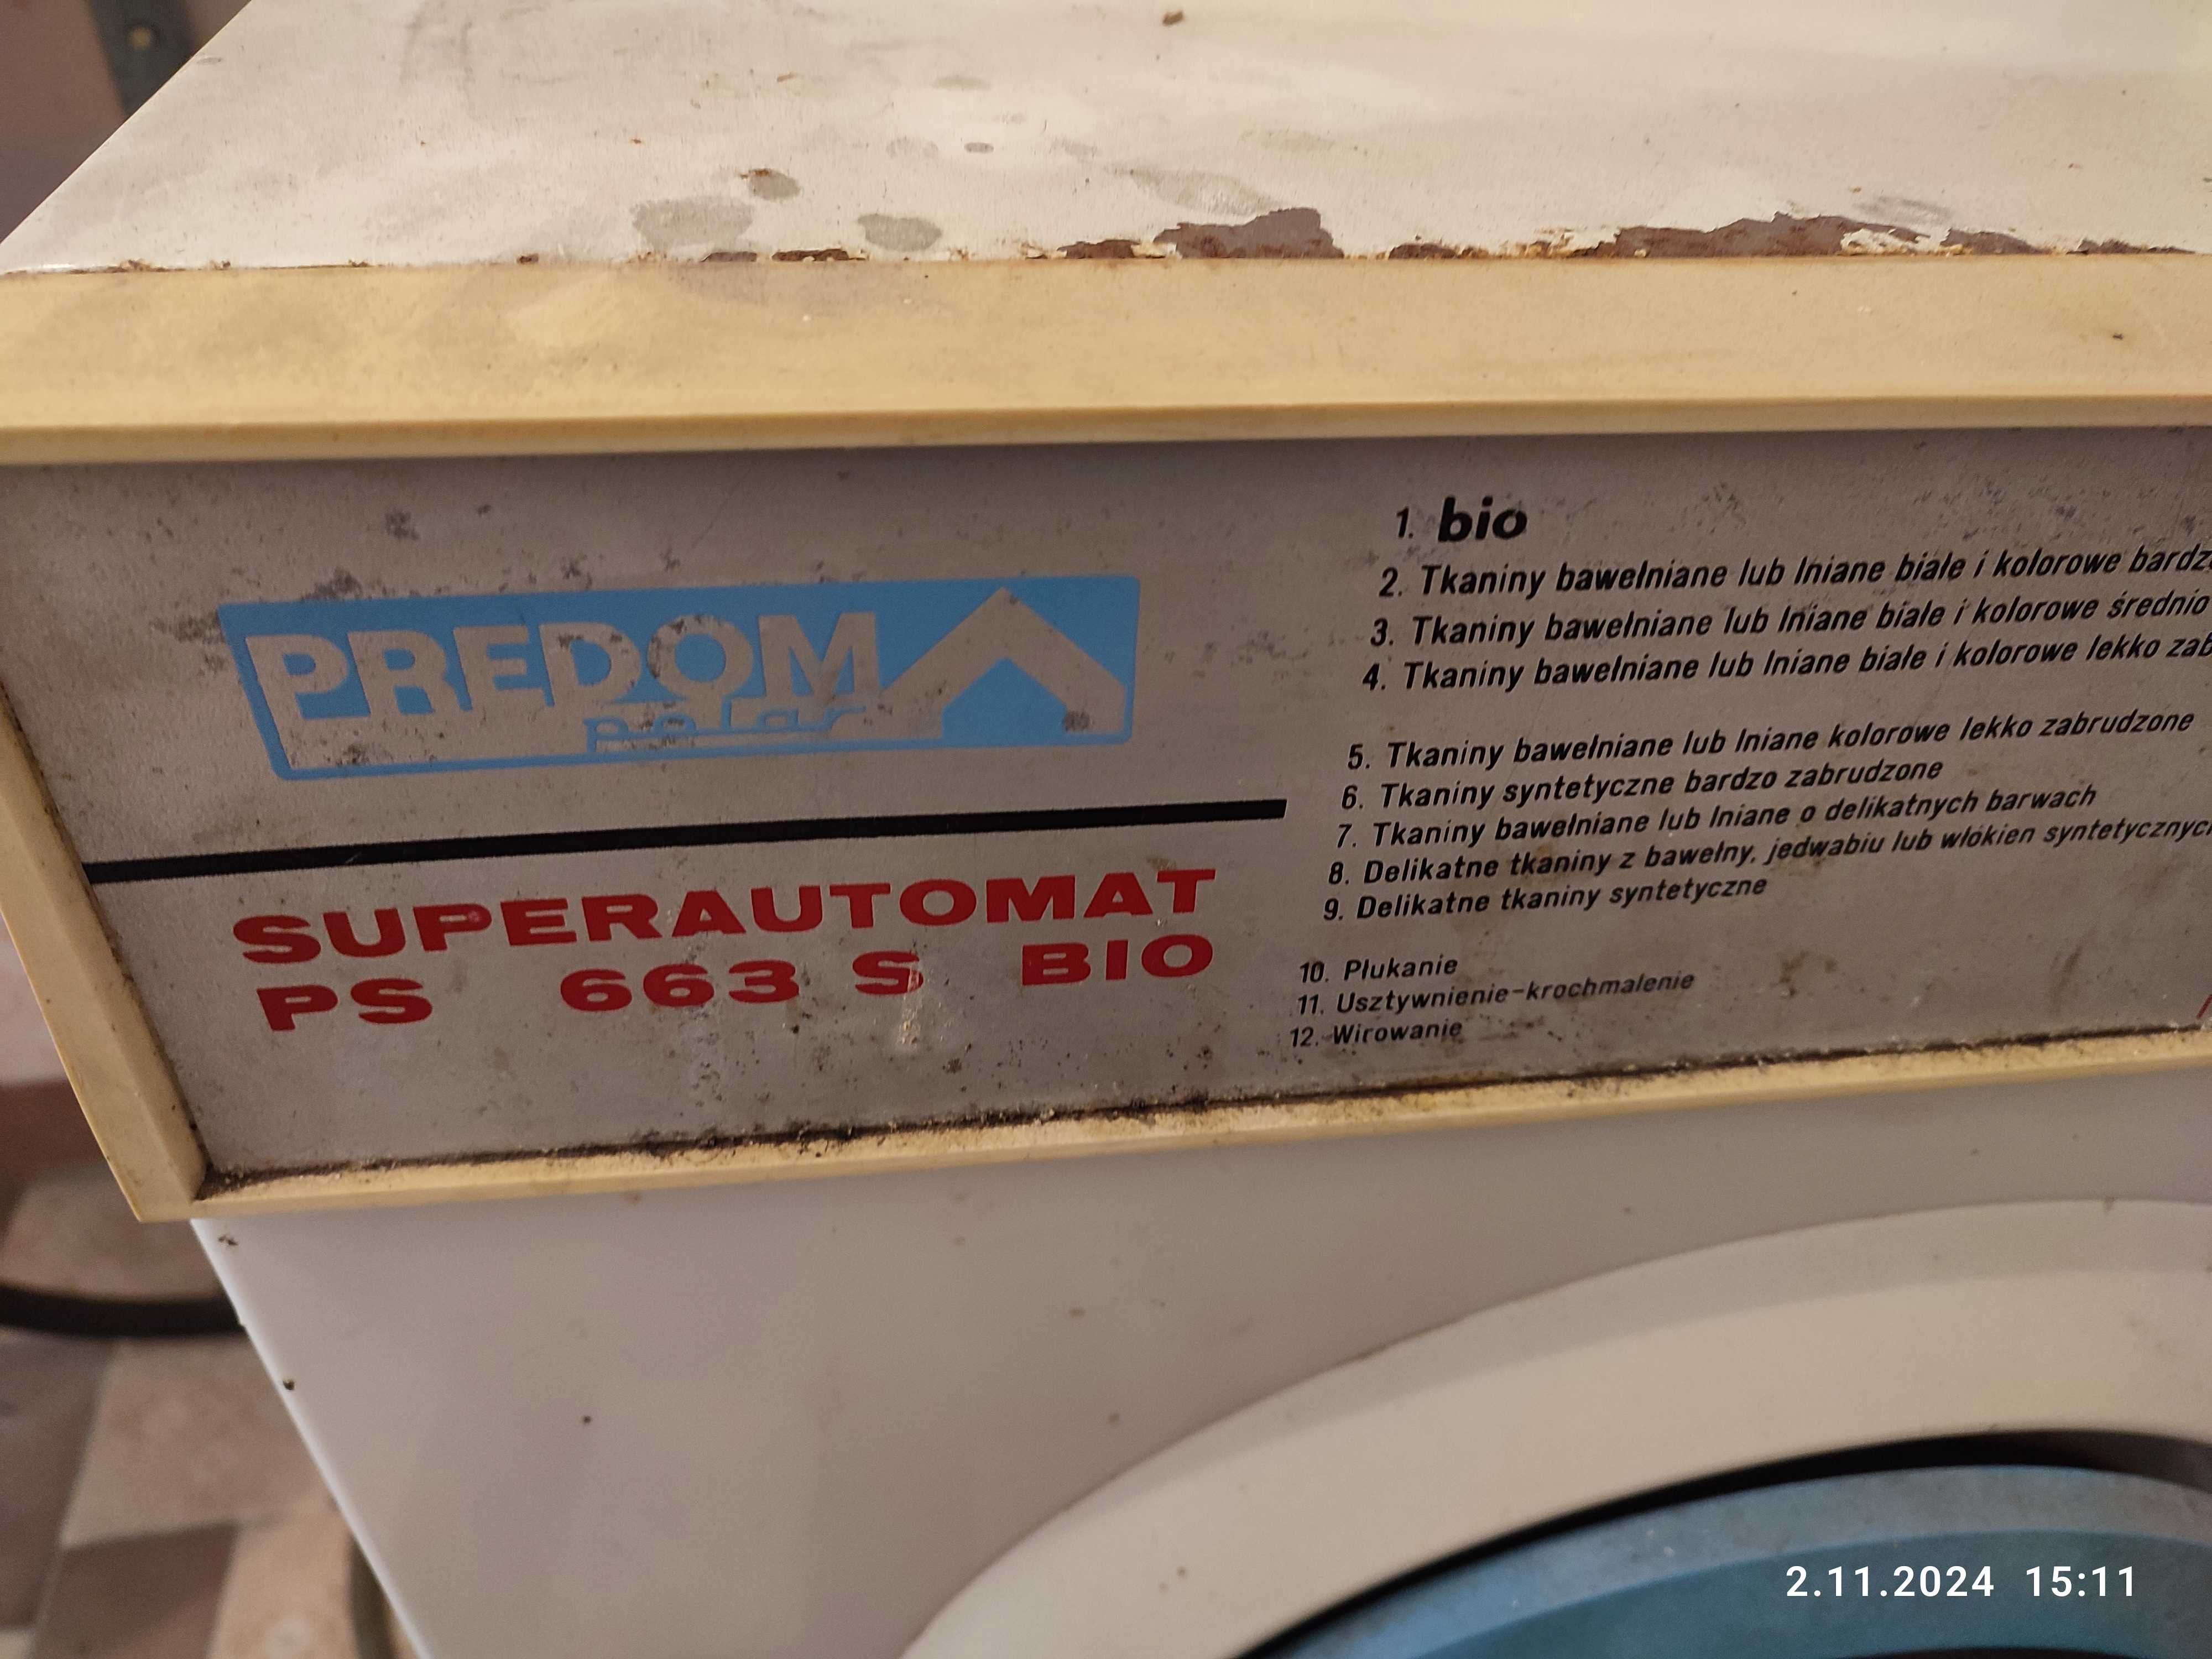 PREDOM
polar
SUPERAUTOMAT
PS 663 S BIO
1. bio
2. Tkaniny bawełniane lub lniane białe i kolorowe
3. Tkaniny bawełniane lub lniane białe i kolorowe średnio
4. Tkaniny bawełniane lub lniane białe i kolorowe lekko
5. Tkaniny bawełniane lub lniane kolorowe lekko zabrudzone
6. Tkaniny syntetyczne bardzo zabrudzone
7. Tkaniny bawełniane lub lniane o delikatnych barwach
8. Delikatne tkaniny z bawełny, jedwabiu lub włókien
9. Delikatne tkaniny syntetyczne
10. Płukanie
11. Usztywnienie-krochmalenie
12. Wirowanie
2.11.2024 15:11